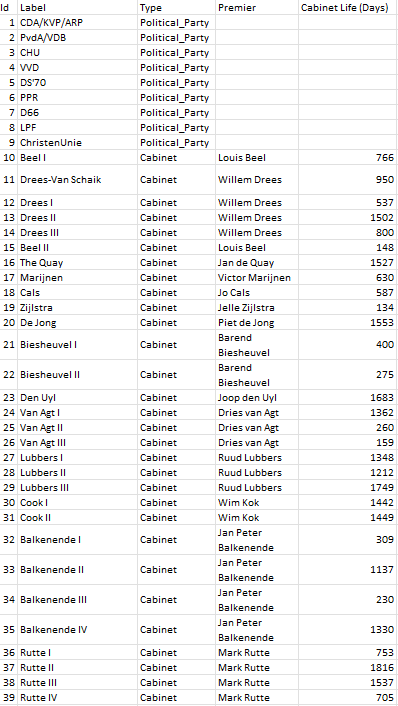 Id Label Type Premier Cabinet Life (Days)
1 CDA/KVP/ARP Political_Party
2 PvdA/VDB Political_Party
3 CHU Political_Party
4 VVD Political_Party
5 DS'70 Political_Party
6 PPR Political_Party
7 D66 Political_Party
8 LPF Political_Party
9 ChristenUnie Political_Party
10 Beel I Cabinet Louis Beel 766
11 Drees-Van Schaik Cabinet Willem Drees 950
12 Drees I Cabinet Willem Drees 537
13 Drees II Cabinet Willem Drees 1502
14 Drees III Cabinet Willem Drees 800
15 Beel II Cabinet Louis Beel 148
16 The Quay Cabinet Jan de Quay 1527
17 Marijnen Cabinet Victor Marijnen 630
18 Cals Cabinet Jo Cals 587
19 Zijlstra Cabinet Jelle Zijlstra 134
20 De Jong Cabinet Piet de Jong 1553
21 Biesheuvel I Cabinet Barend
Biesheuvel 400
22 Biesheuvel II Cabinet Barend
Biesheuvel 275
23 Den Uyl Cabinet Joop den Uyl 1683
24 Van Agt I Cabinet Dries van Agt 1362
25 Van Agt II Cabinet Dries van Agt 260
26 Van Agt III Cabinet Dries van Agt 159
27 Lubbers I Cabinet Ruud Lubbers 1348
28 Lubbers II Cabinet Ruud Lubbers 1212
29 Lubbers III Cabinet Ruud Lubbers 1749
30 Cook I Cabinet Wim Kok 1442
31 Cook II Cabinet Wim Kok 1449
32 Balkenende I Cabinet Jan Peter
Balkenende 309
33 Balkenende II Cabinet Jan Peter
Balkenende 1137
34 Balkenende III Cabinet Jan Peter
Balkenende 230
35 Balkenende IV Cabinet Jan Peter
Balkenende 1330
36 Rutte I Cabinet Mark Rutte 753
37 Rutte II Cabinet Mark Rutte 1816
38 Rutte III Cabinet Mark Rutte 1537
39 Rutte IV Cabinet Mark Rutte 705